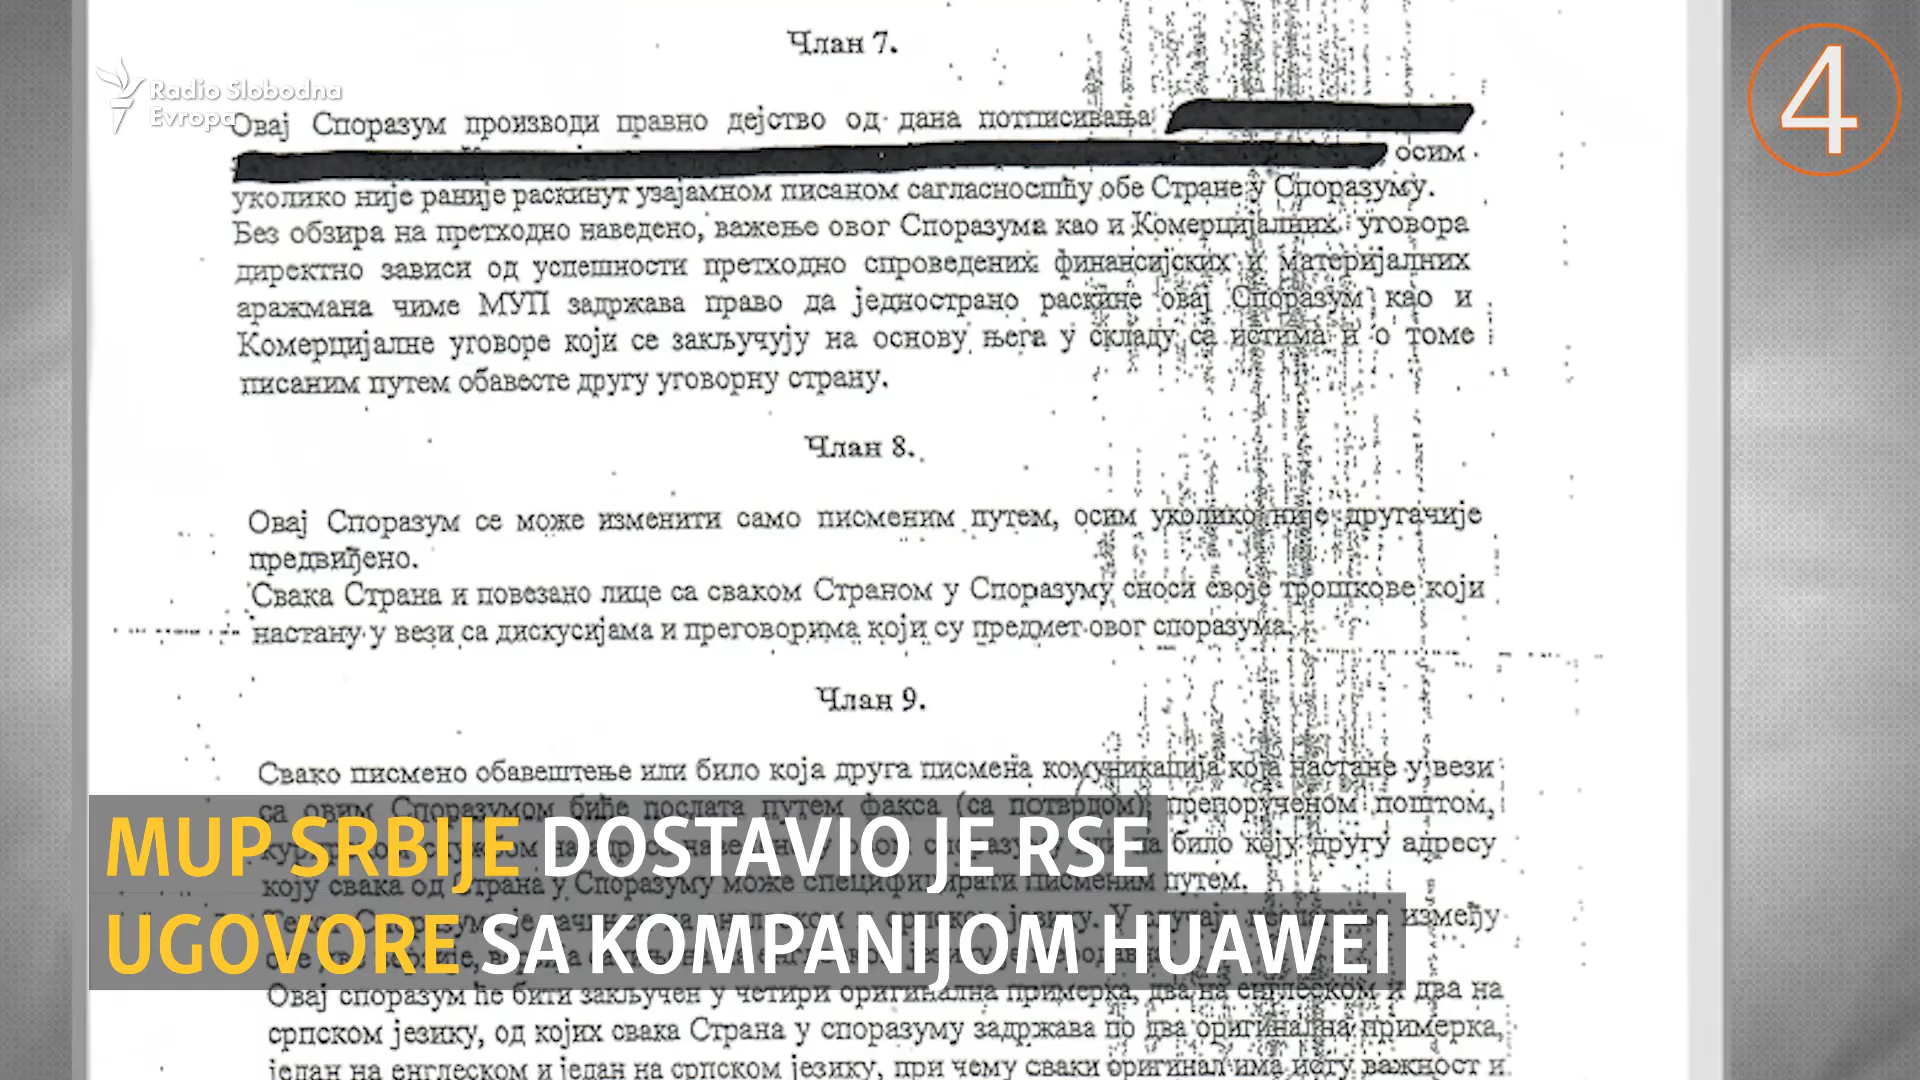 Radio Slobodna
Evropa
4
Члан 7.
Овај Споразум производи правно дејство од дана потписивања
осим
уколико није раније раскинут узајамном писаном сагласношћу обе Стране у Споразуму.
Без обзира на претходно наведено, важење овог Споразума као и Комерцијалних уговора
директно зависи од успешности претходно спроведених финансијских и материјалних
аражмана чиме МУП задржава право да једнострано раскине овај Споразум као и
Комерцијалне уговоре који се закључују на основу њега у складу са истима и о томе
писаним путем обавесте другу уговорну страну.
Члан 8.
Овај Споразум се може изменити само писменим путем, осим уколико није другачије
предвиђено.
Свака Страна и повезано лице са сваком Страном у Споразуму сноси своје трошкове који
настану у вези са дискусијама и преговорима који су предмет овог споразума.
Члан 9.
Свако писмено обавештење или било која друга писмена комуникација која настане у вези
са овим Споразумом биће послата путем факса (са потврдом), препорученом поштом,
било коју другу адресу
коју свака од Страна у Споразуму може специфицирати писменим путем.
између
MUP SRBIJE DOSTAVIO JE RSE
UGOVORE SA KOMPANIJOM HUAWEI
Овај споразум ће бити закључен у четири оригинална примерка, два на енглеском и два на
српском језику, од којих свака Страна у споразуму задржава по два оригинална примерка,
један на енглеском и један на српском језику, при чему сваки оригинал има исту важност и